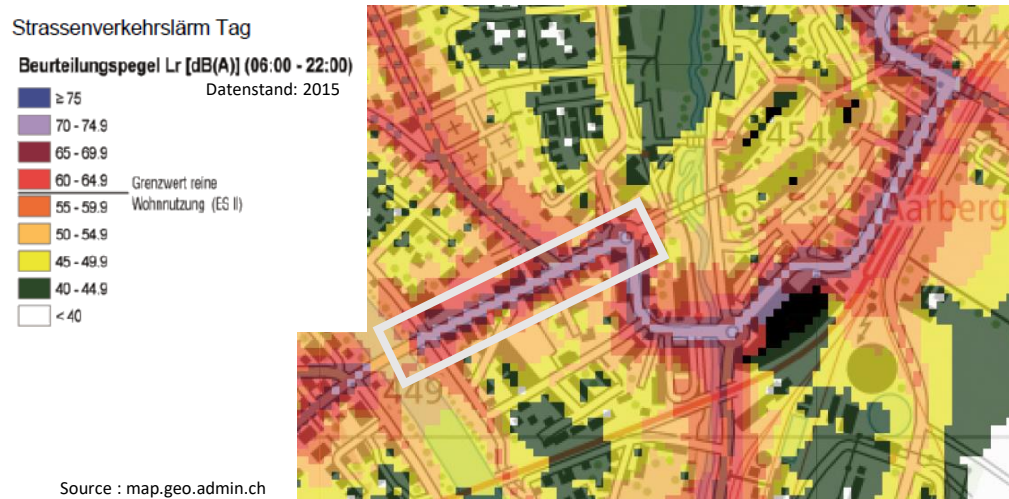 Strassenverkehrslärm Tag
Beurteilungspegel Lr [dB(A)] (06:00 - 22:00)
Datenstand: 2015
≥ 75
70 - 74.9
65 - 69.9
60 - 64.9
Grenzwert reine
Wohnnutzung (ES II)
55 - 59.9
50 - 54.9
45 - 49.9
40 - 44.9
< 40
454
Aarberg
449
Source : map.geo.admin.ch